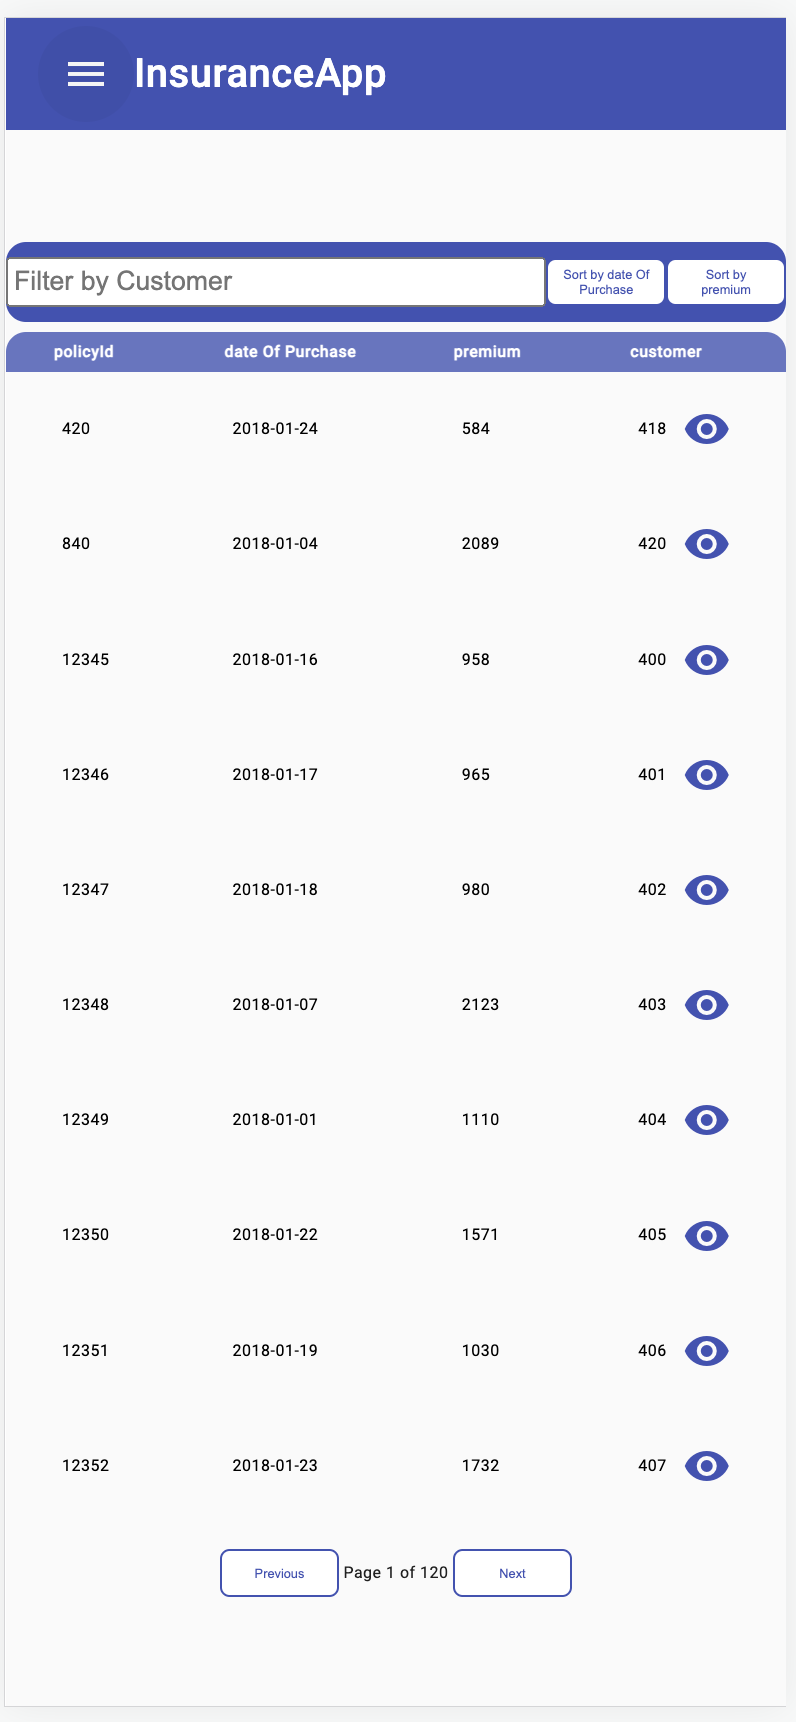 InsuranceApp
Filter by Customer
Sort by date Of
Purchase
Sort by
premium
policyId date Of Purchase premium customer
420 2018-01-24 584 418
840 2018-01-04 2089 420
12345 2018-01-16 958 400
12346 2018-01-17 965 401
12347 2018-01-18 980 402
12348 2018-01-07 2123 403
12349 2018-01-01 1110 404
12350 2018-01-22 1571 405
12351 2018-01-19 1030 406
12352 2018-01-23 1732 407
Previous Page 1 of 120 Next